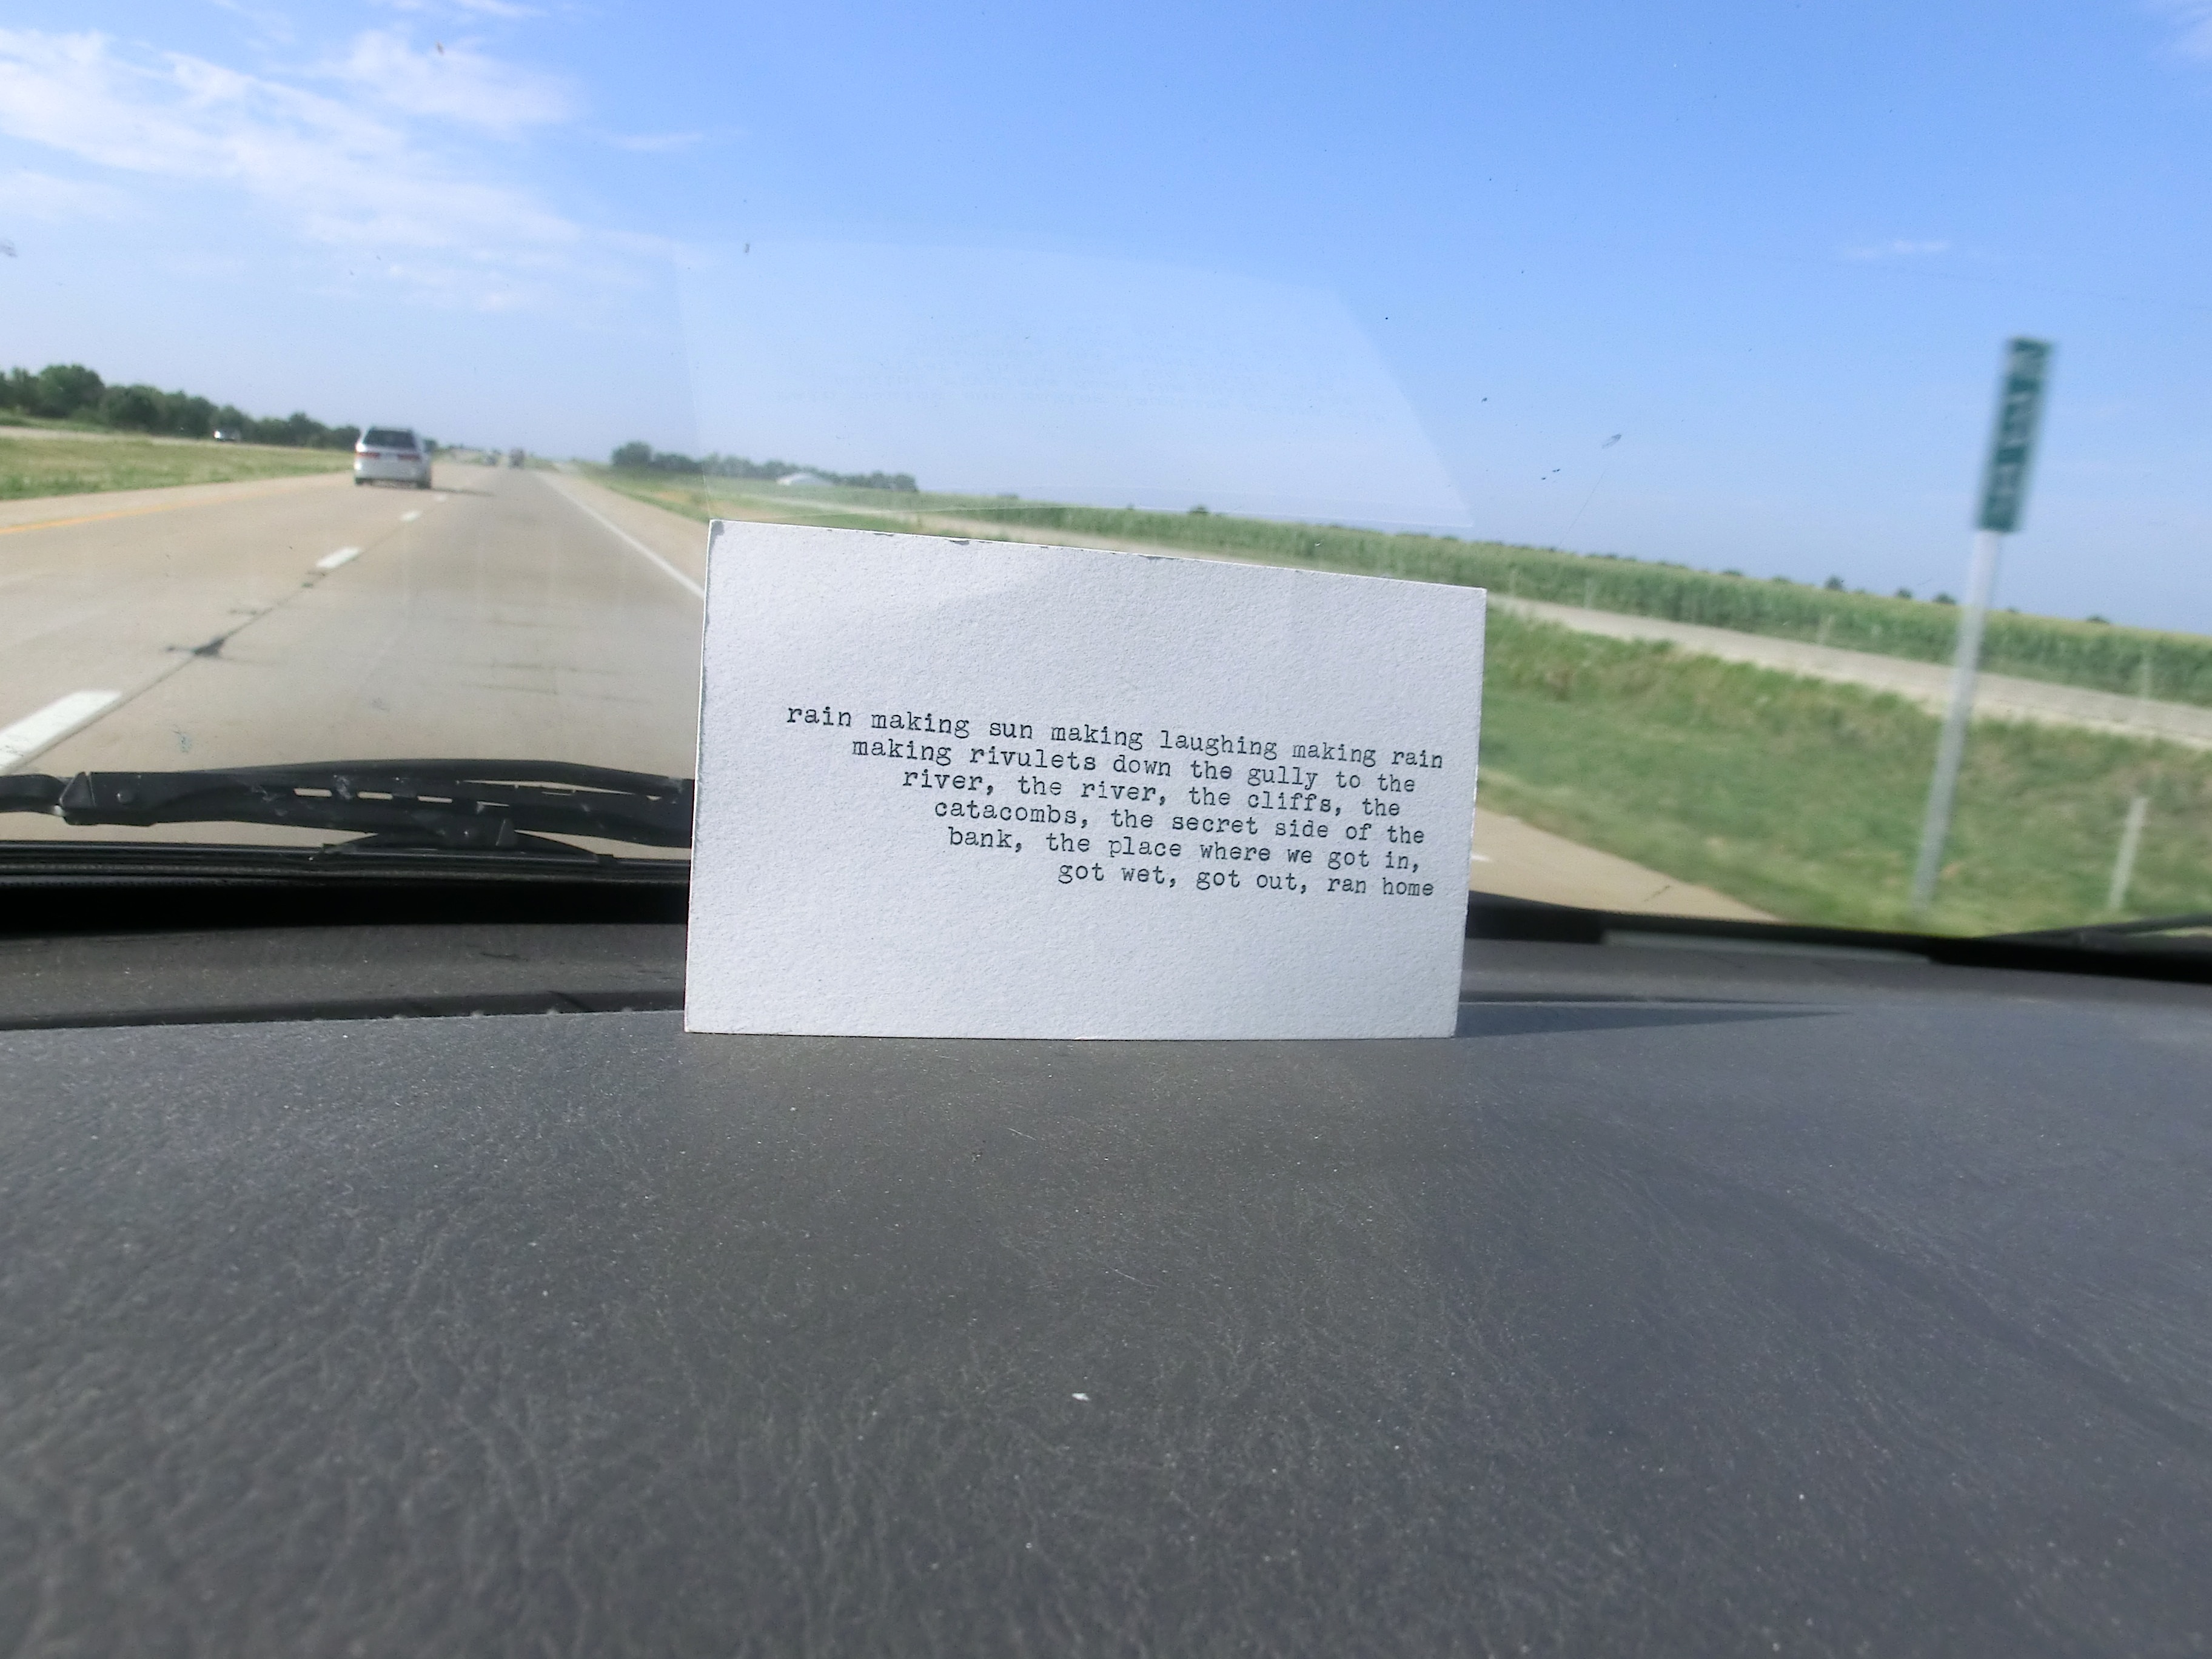 rain making sun making laughing making rain
making rivulets down the gully to the
river, the river, the cliffs, the
catacombs, the secret side of the
bank, the place where we got in,
got wet, got out, ran home